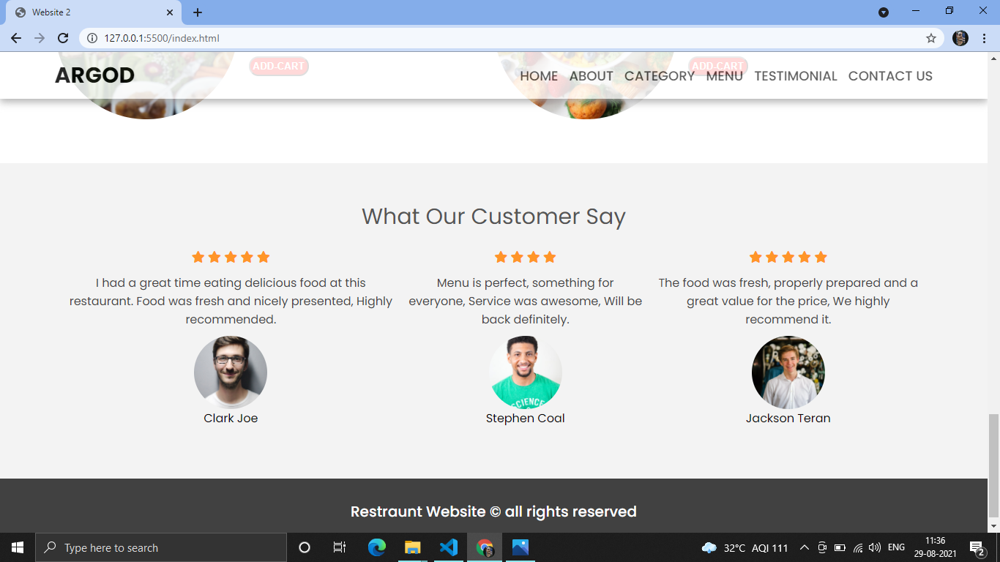 Website 2
127.0.0.1:5500/index.html
ADD-CART
ADD-CART
ARGOD
HOME ABOUT CATEGORY MENU TESTIMONIAL CONTACT US
What Our Customer Say
I had a great time eating delicious food at this
restaurant. Food was fresh and nicely presented, Highly
recommended.
Clark Joe
Menu is perfect, something for
everyone, Service was awesome, Will be
back definitely.
SCIENCE
Stephen Coal
The food was fresh, properly prepared and a
great value for the price, We highly
recommend it.
Jackson Teran
Restraunt Website © all rights reserved
Type here to search
32°C AQI 111
ENG
11:36
29-08-2021
2